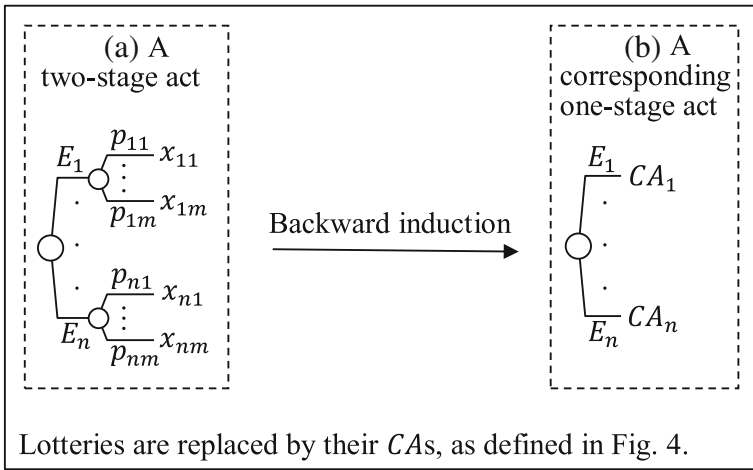 (a) A
two-stage act
p₁₁
E₁
x₁₁
p₁ₘ
x₁ₘ
pₙ₁
xₙ₁
Eₙ
pₙₘ
xₙₘ
Backward induction
(b) A
corresponding
one-stage act
E₁
CA₁
Eₙ
CAₙ
Lotteries are replaced by their CAs, as defined in Fig. 4.